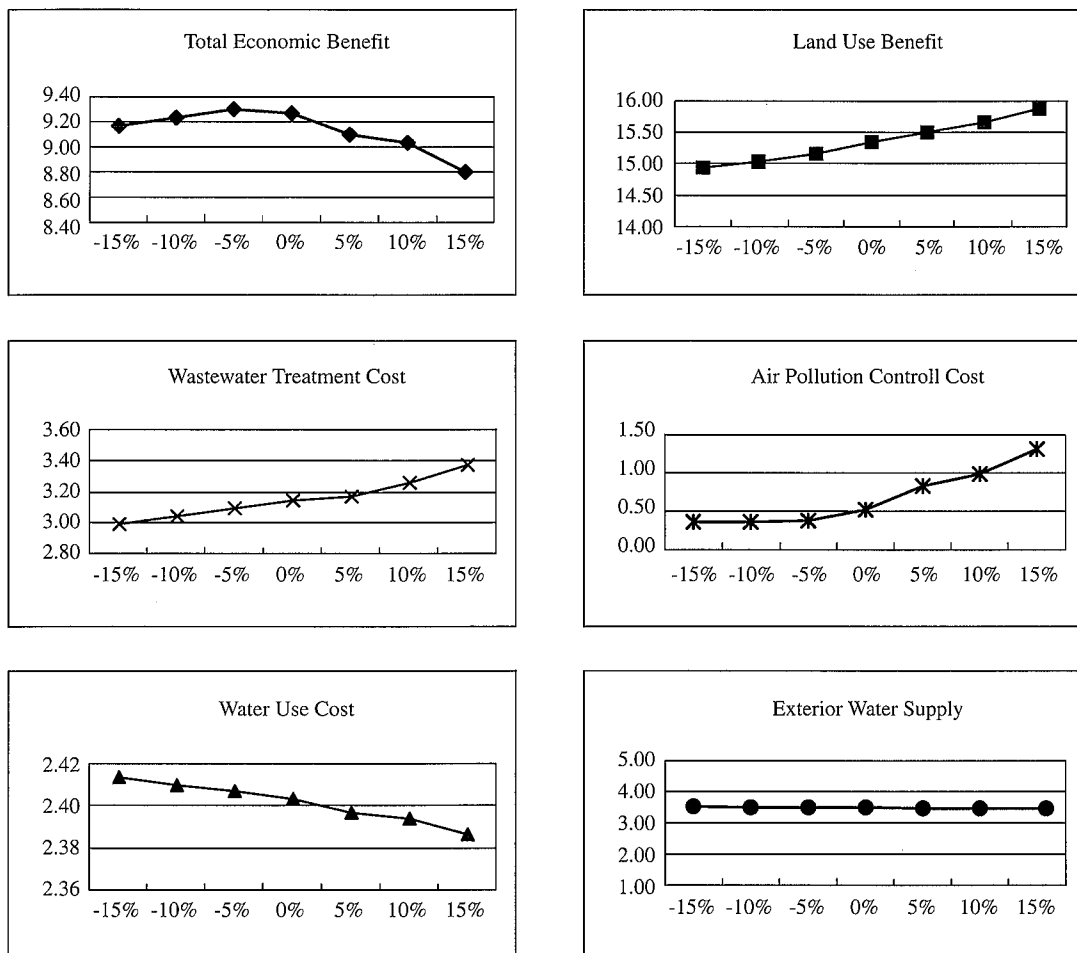 Total Economic Benefit
9.40
9.20
9.00
8.80
8.60
8.40
-15% -10% -5% 0% 5% 10% 15%
Land Use Benefit
16.00
15.50
15.00
14.50
14.00
-15% -10% -5% 0% 5% 10% 15%
Wastewater Treatment Cost
3.60
3.40
3.20
3.00
2.80
-15% -10% -5% 0% 5% 10% 15%
Air Pollution Controll Cost
1.50
1.00
0.50
0.00
-15% -10% -5% 0% 5% 10% 15%
Water Use Cost
2.42
2.40
2.38
2.36
-15% -10% -5% 0% 5% 10% 15%
Exterior Water Supply
5.00
4.00
3.00
2.00
1.00
-15% -10% -5% 0% 5% 10% 15%